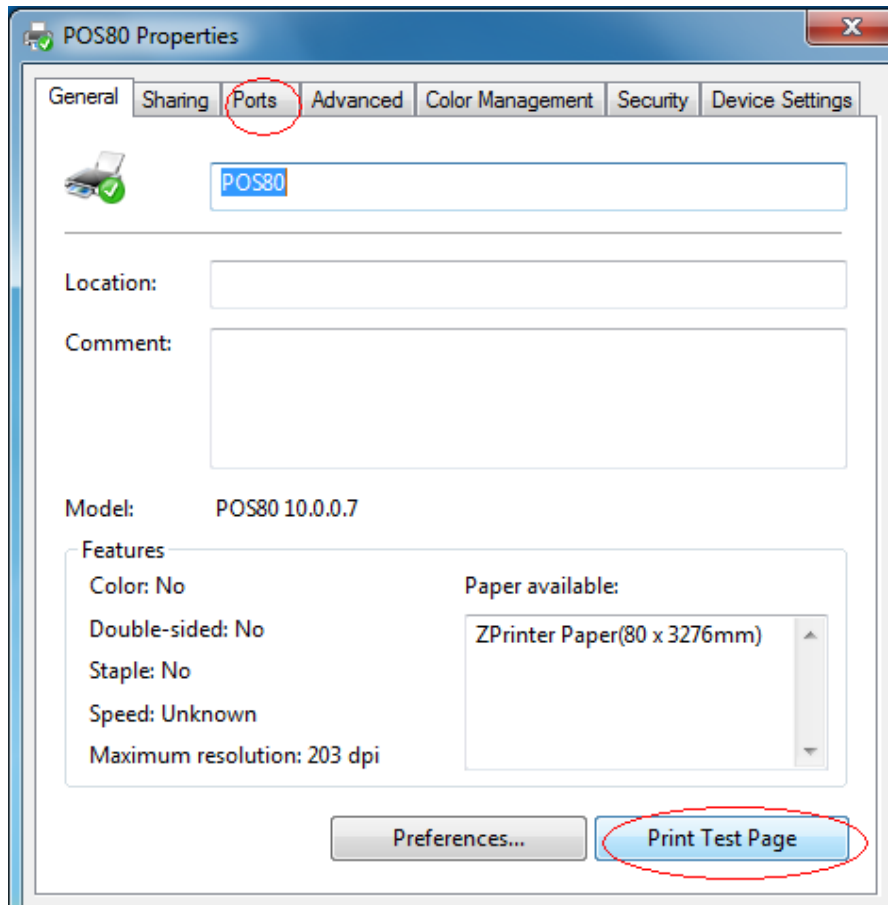 POS80 Properties
X
General Sharing Ports Advanced Color Management Security Device Settings
POS80
Location:
Comment:
Model: POS80 10.0.0.7
Features
Color: No Paper available:
Double-sided: No ZPrinter Paper(80 x 3276mm)
Staple: No
Speed: Unknown
Maximum resolution: 203 dpi
Preferences... Print Test Page